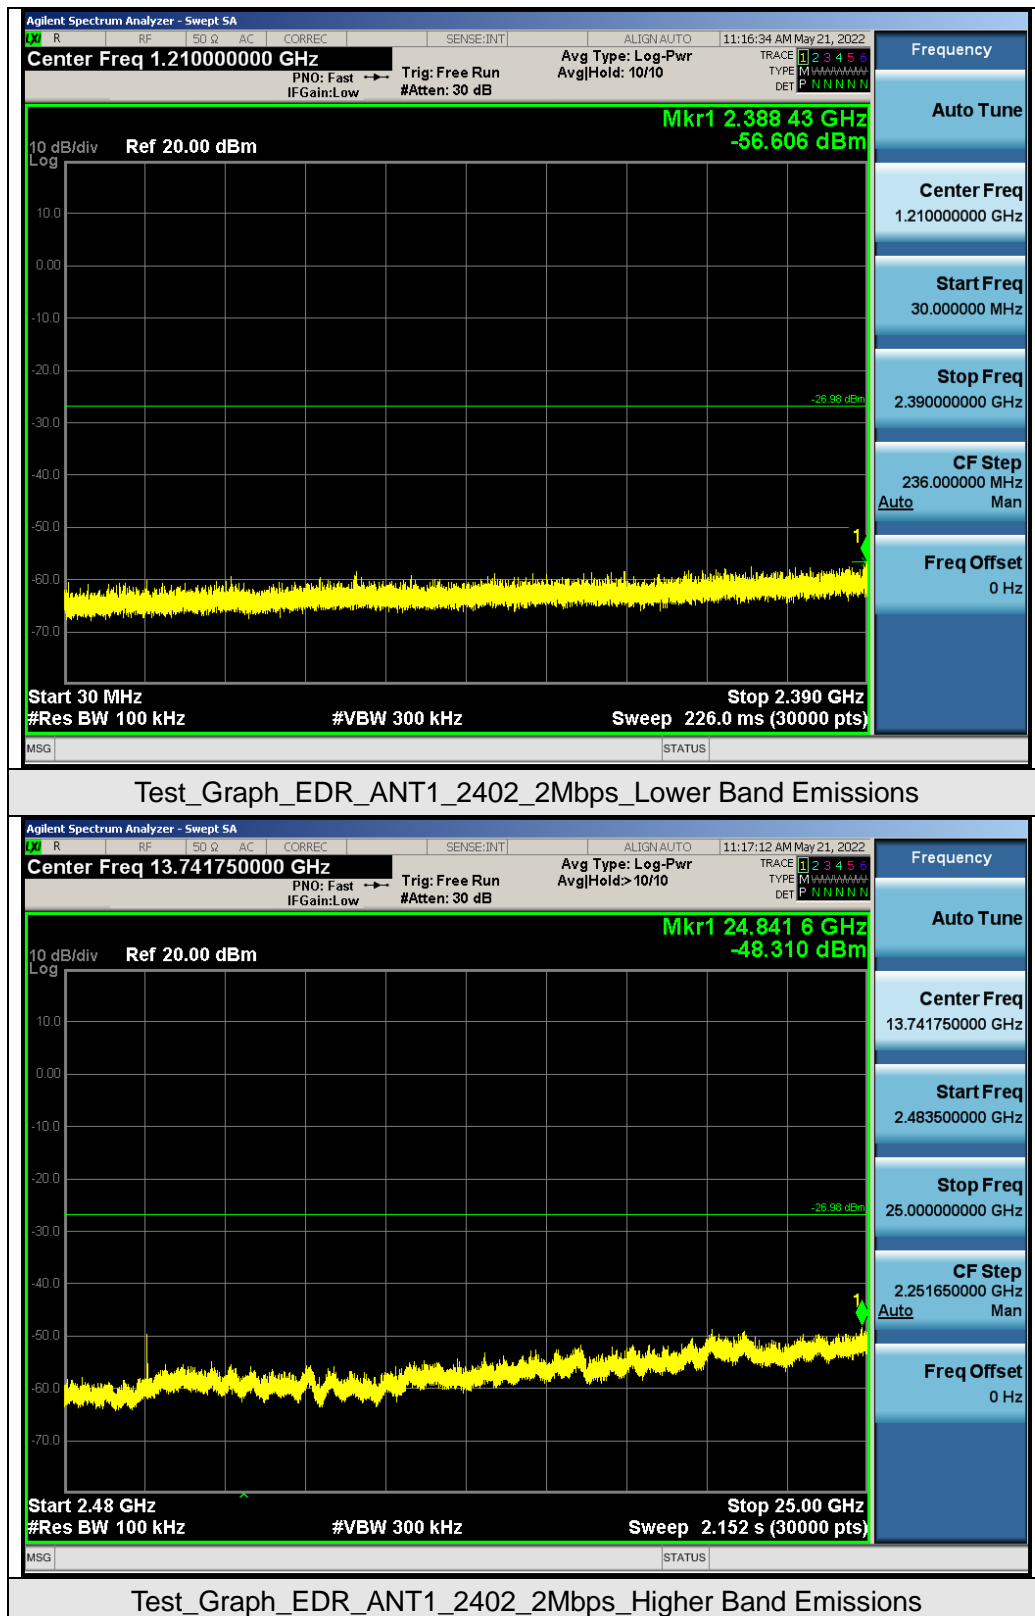 Agilent Spectrum Analyzer - Swept SA
LXI R RF 50 Ω AC CORREC SENSE:INT ALIGN AUTO 11:16:34 AM May 21, 2022
Center Freq 1.210000000 GHz
PNO: Fast
IFGain:Low
Trig: Free Run
#Atten: 30 dB
Avg Type: Log-Pwr
Avg|Hold: 10/10
TRACE 1 2 3 4 5 6
TYPE M
DET P N N N N N
Mkr1 2.388 43 GHz
-56.606 dBm
10 dB/div Ref 20.00 dBm
Log
10.0
0.00
-10.0
-20.0
-26.98 dBm
-30.0
-40.0
-50.0
1
-60.0
-70.0
Start 30 MHz Stop 2.390 GHz
#Res BW 100 kHz #VBW 300 kHz Sweep 226.0 ms (30000 pts)
MSG STATUS
Frequency
Auto Tune
Center Freq
1.210000000 GHz
Start Freq
30.000000 MHz
Stop Freq
2.390000000 GHz
CF Step
236.000000 MHz
Auto Man
Freq Offset
0 Hz
Test_Graph_EDR_ANT1_2402_2Mbps_Lower Band Emissions
Agilent Spectrum Analyzer - Swept SA
LXI R RF 50 Ω AC CORREC SENSE:INT ALIGN AUTO 11:17:12 AM May 21, 2022
Center Freq 13.741750000 GHz
PNO: Fast
IFGain:Low
Trig: Free Run
#Atten: 30 dB
Avg Type: Log-Pwr
Avg|Hold:>10/10
TRACE 1 2 3 4 5 6
TYPE M
DET P N N N N N
Mkr1 24.841 6 GHz
-48.310 dBm
10 dB/div Ref 20.00 dBm
Log
10.0
0.00
-10.0
-20.0
-26.98 dBm
-30.0
-40.0
1
-50.0
-60.0
-70.0
Start 2.48 GHz Stop 25.00 GHz
#Res BW 100 kHz #VBW 300 kHz Sweep 2.152 s (30000 pts)
MSG STATUS
Frequency
Auto Tune
Center Freq
13.741750000 GHz
Start Freq
2.483500000 GHz
Stop Freq
25.000000000 GHz
CF Step
2.251650000 GHz
Auto Man
Freq Offset
0 Hz
Test_Graph_EDR_ANT1_2402_2Mbps_Higher Band Emissions